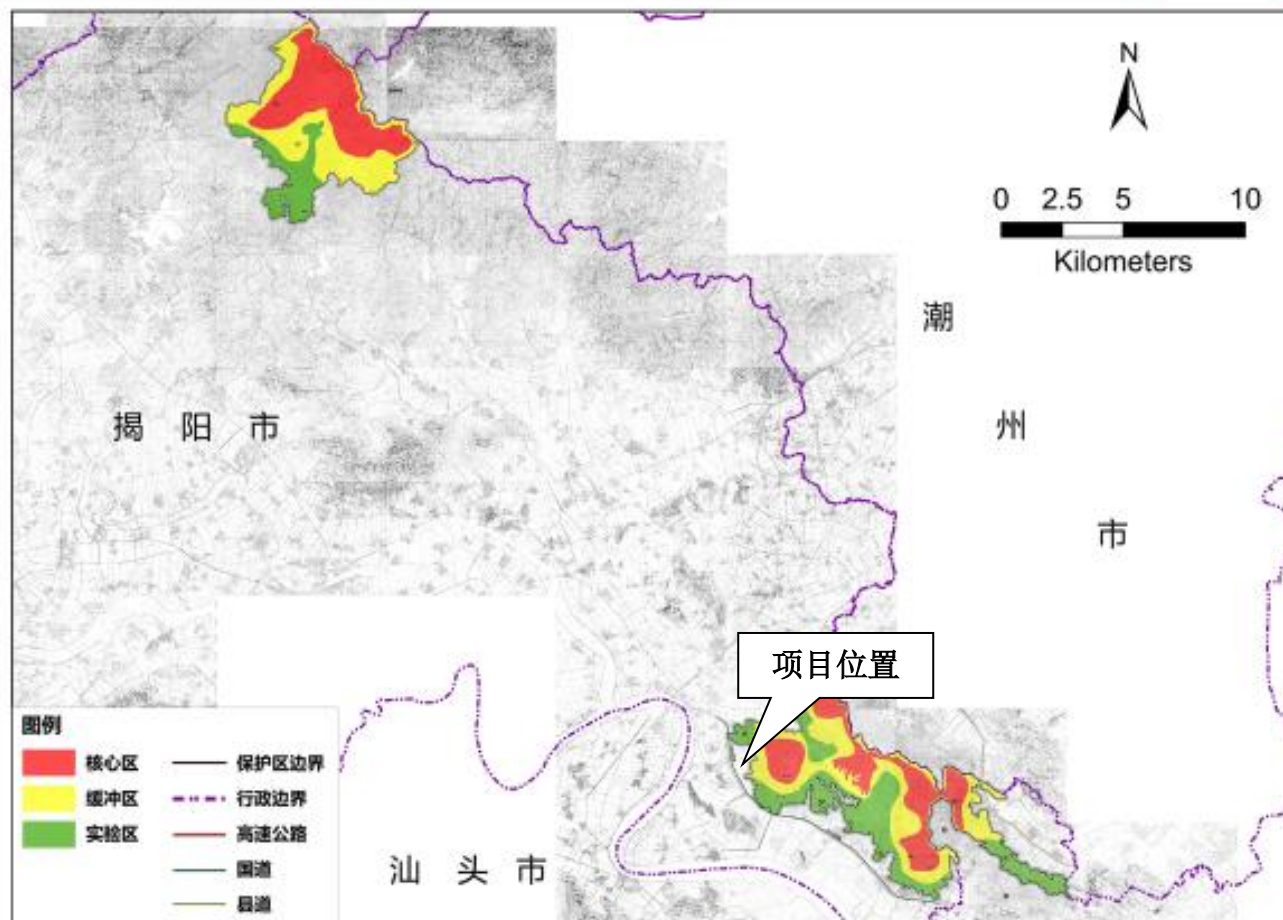 N
0 2.5 5 10
Kilometers
潮
州
市
揭阳市
项目位置
汕头市
图例
核心区
缓冲区
实验区
保护区边界
行政边界
高速公路
国道
县道